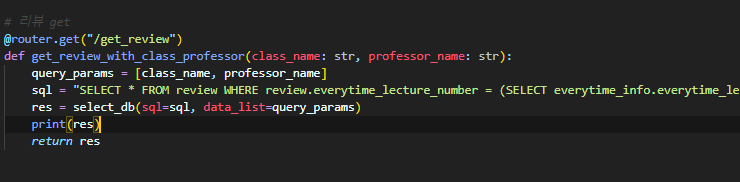 # 리뷰 get
@router.get("/get_review")
def get_review_with_class_professor(class_name: str, professor_name: str):
query_params = [class_name, professor_name]
sql = "SELECT * FROM review WHERE review.everytime_lecture_number = (SELECT everytime_info.everytime_le
res = select_db(sql=sql, data_list=query_params)
print(res)
return res